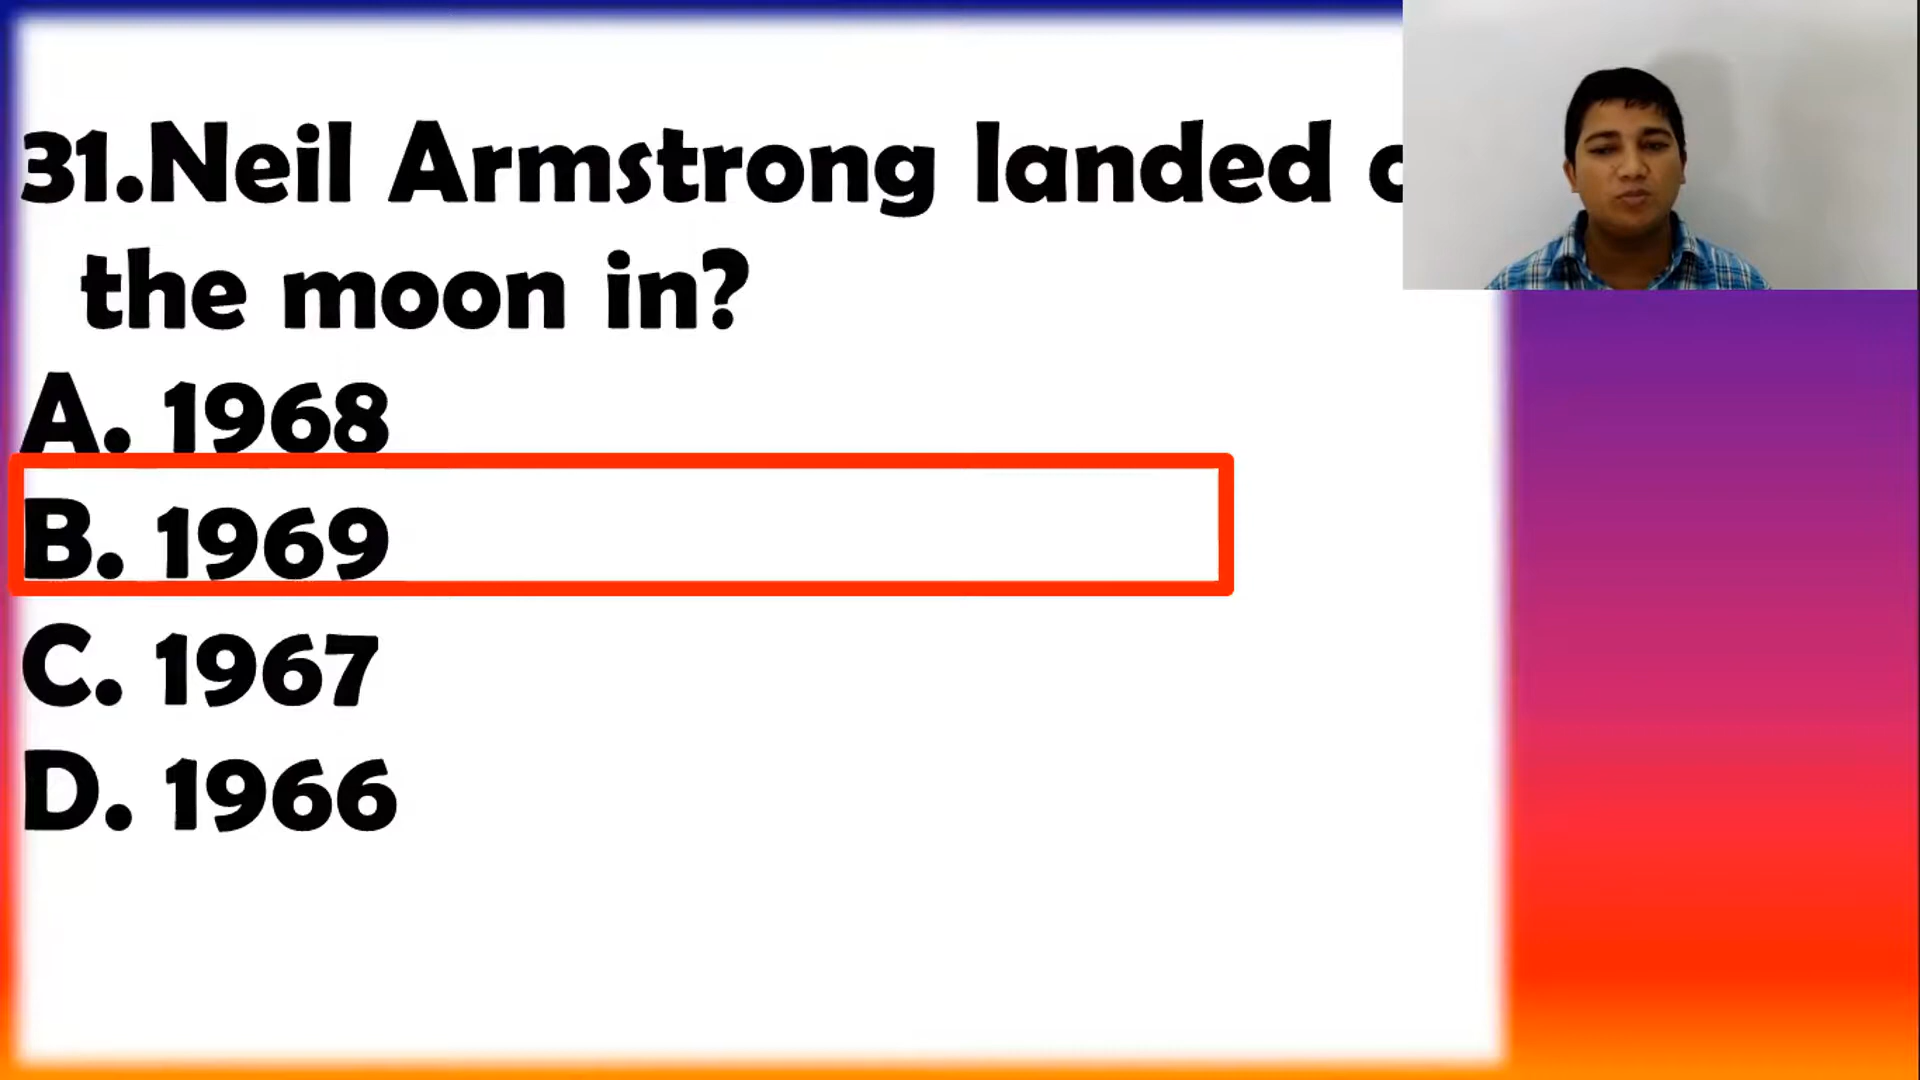 31.Neil Armstrong landed
the moon in?
A. 1968
B. 1969
C. 1967
D. 1966